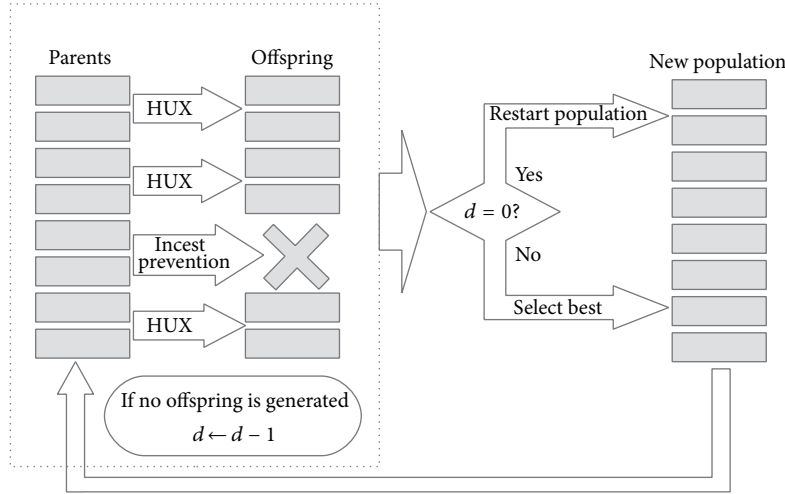 Parents
Offspring
HUX
HUX
Incest
prevention
HUX
If no offspring is generated
d ← d − 1
d = 0?
Yes
No
Restart population
Select best
New population